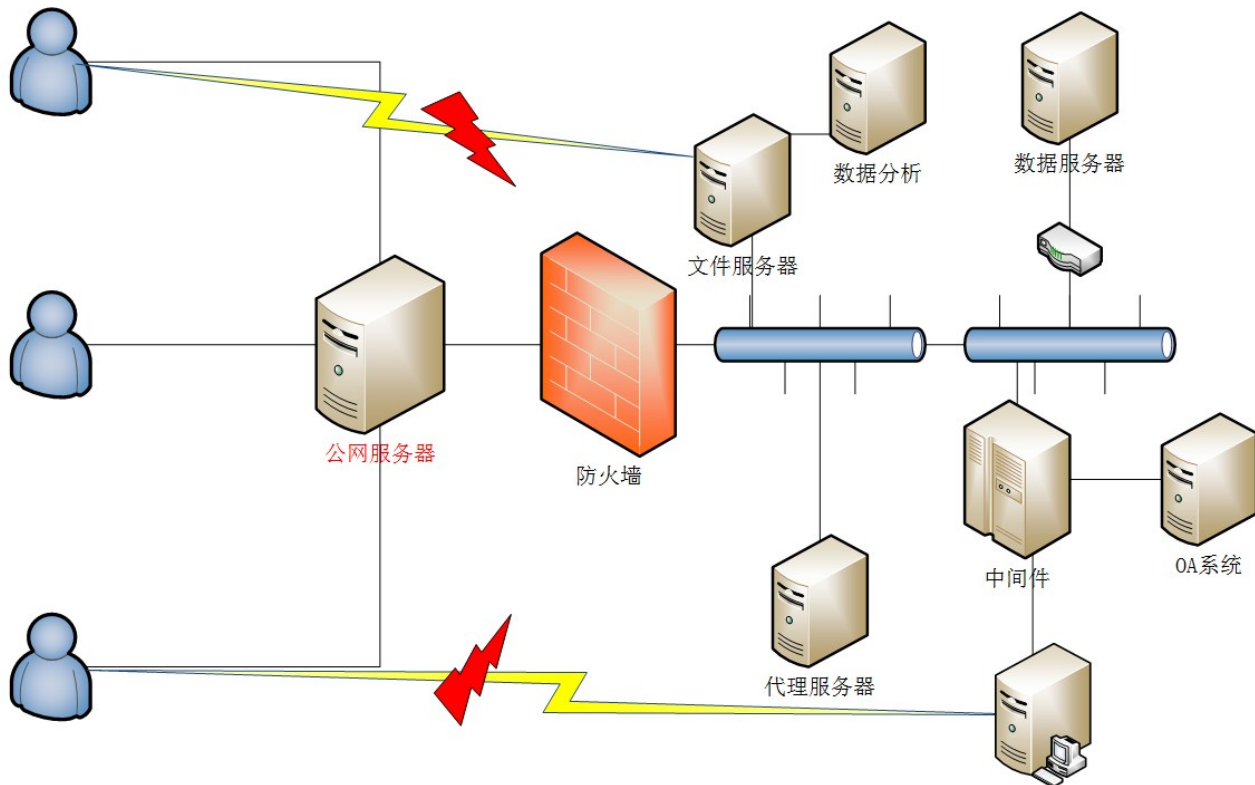 数据分析
数据服务器
文件服务器
公网服务器
防火墙
中间件
OA系统
代理服务器